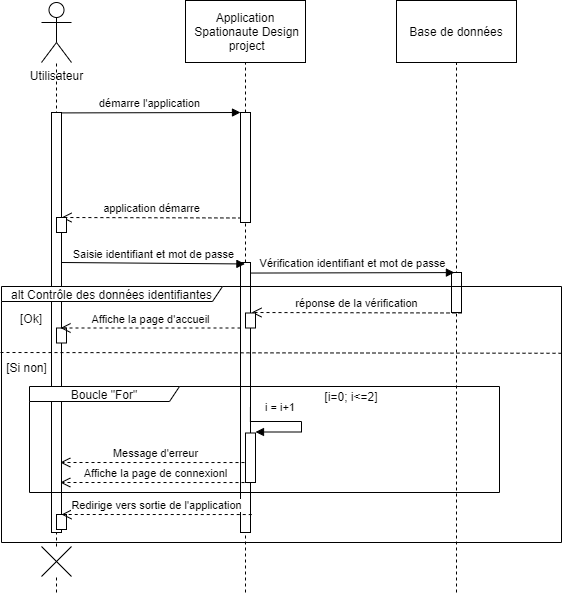 Application
Spationaute Design
project
Base de données
Utilisateur
démarre l'application
application démarre
Saisie identifiant et mot de passe
Vérification identifiant et mot de passe
alt Contrôle des données identifiantes
réponse de la vérification
[Ok]
Affiche la page d'accueil
[Si non]
Boucle "For"
[i=0; i<=2]
i = i+1
Message d'erreur
Affiche la page de connexionl
Redirige vers sortie de l'application